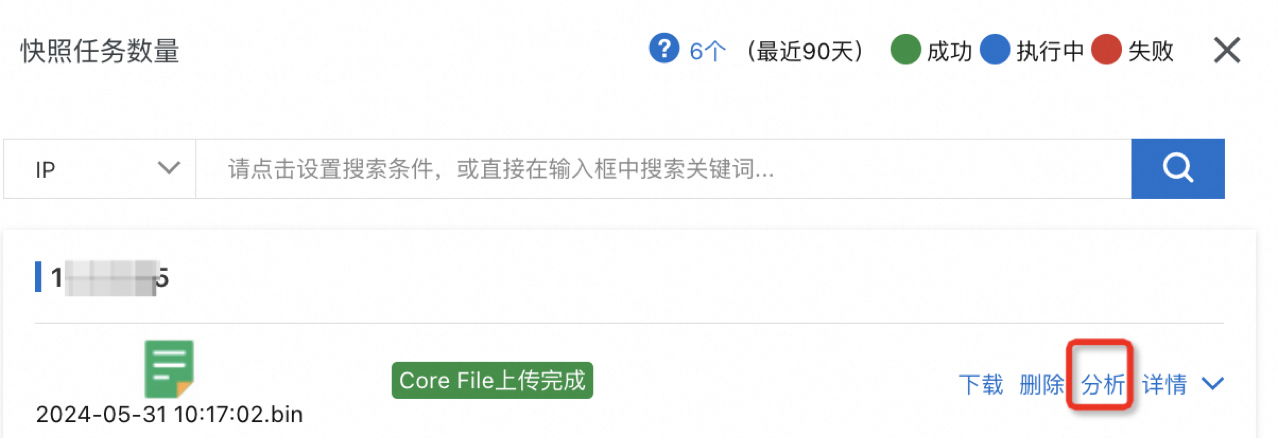 快照任务数量 ? 6个 (最近90天) 成功 执行中 失败
IP 请点击设置搜索条件，或直接在输入框中搜索关键词...
Core File上传完成 下载 删除 分析 详情
2024-05-31 10:17:02.bin